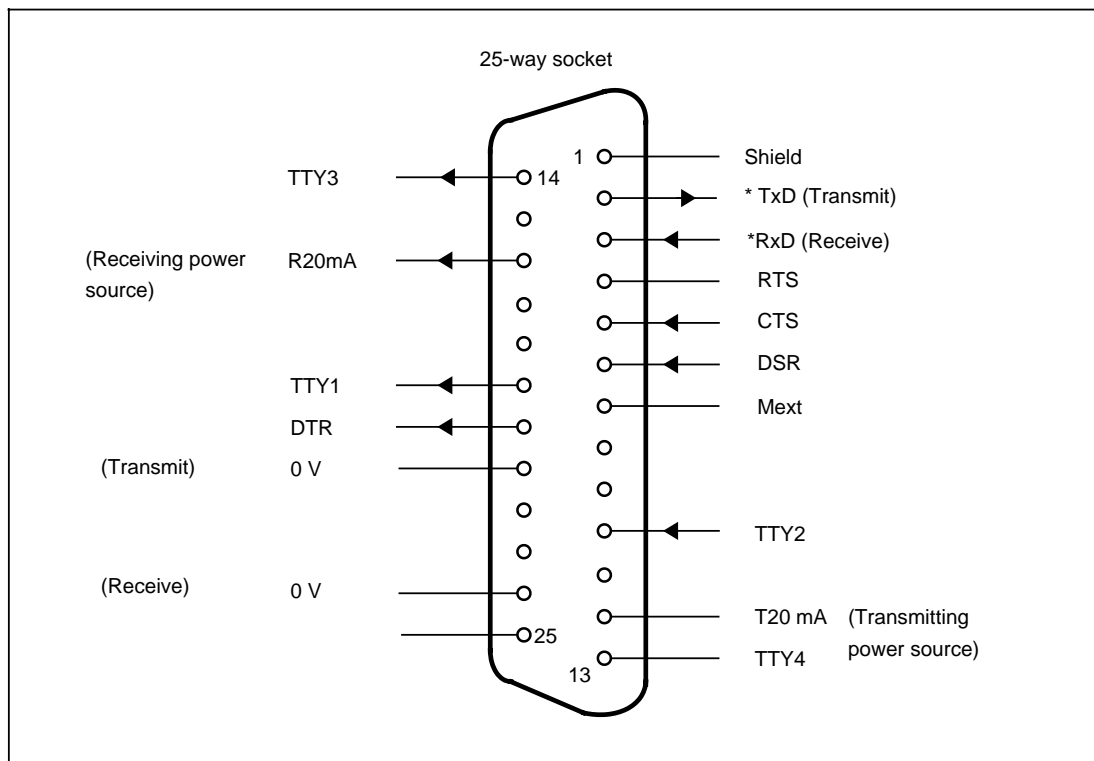 25-way socket
1
Shield
TTY3
14
* TxD (Transmit)
*RxD (Receive)
(Receiving power
source)
R20mA
RTS
CTS
DSR
TTY1
Mext
DTR
(Transmit)
0 V
TTY2
(Receive)
0 V
T20 mA
(Transmitting
power source)
25
TTY4
13